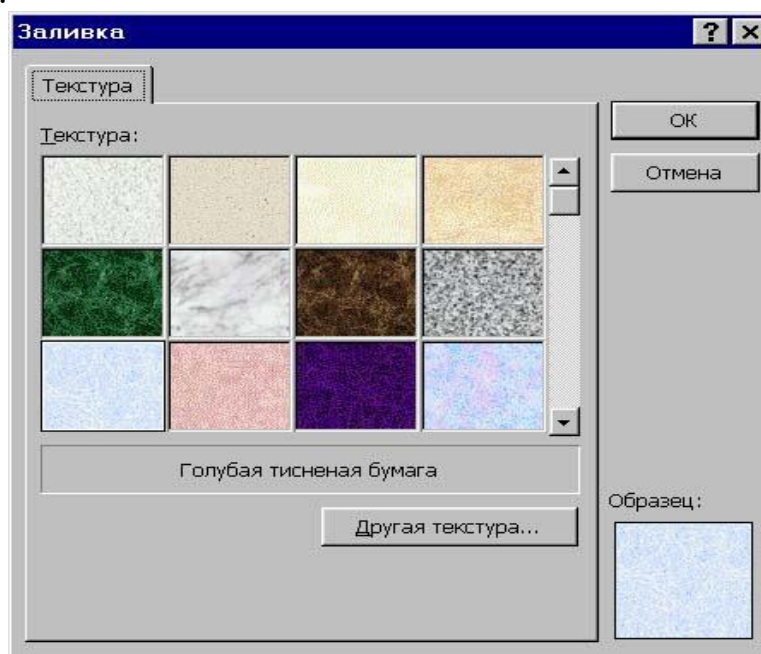 Заливка
Текстура
Текстура:
ОК
Отмена
Голубая тисненая бумага
Другая текстура...
Образец: